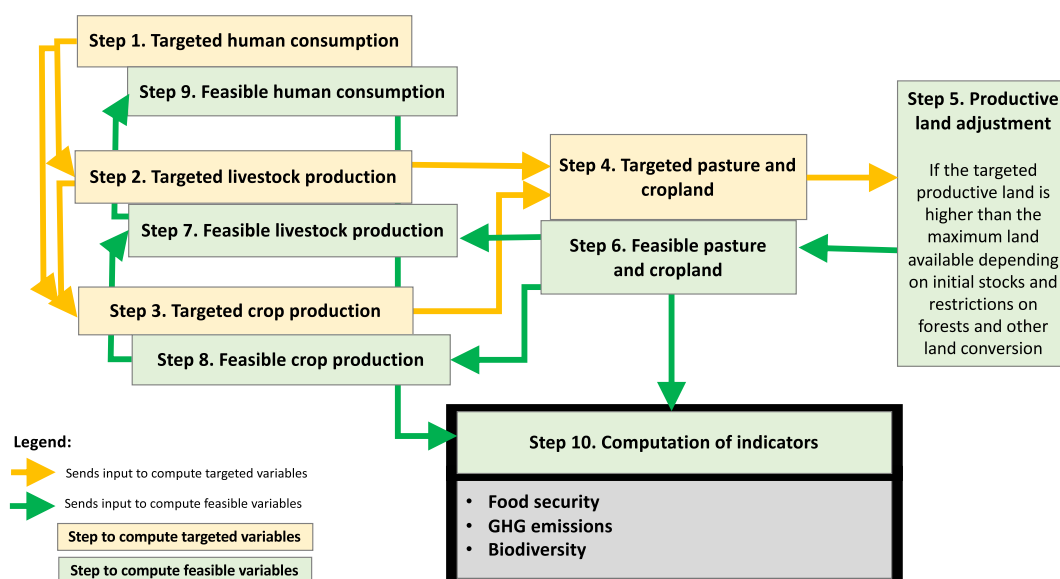 Step 1. Targeted human consumption
Step 9. Feasible human consumption
Step 2. Targeted livestock production
Step 7. Feasible livestock production
Step 3. Targeted crop production
Step 8. Feasible crop production
Step 4. Targeted pasture and
cropland
Step 6. Feasible pasture
and cropland
Step 5. Productive
land adjustment
If the targeted
productive land is
higher than the
maximum land
available depending
on initial stocks and
restrictions on
forests and other
land conversion
Step 10. Computation of indicators
• Food security
• GHG emissions
• Biodiversity
Legend:
Sends input to compute targeted variables
Sends input to compute feasible variables
Step to compute targeted variables
Step to compute feasible variables